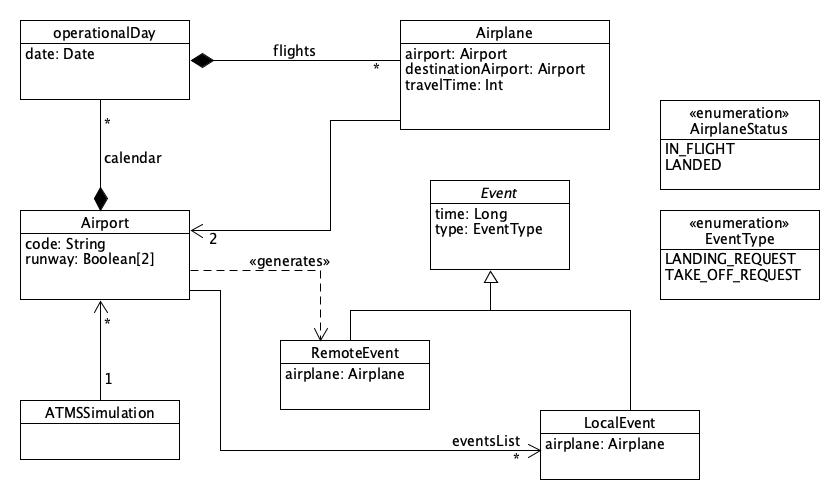 operationalDay
date: Date
flights
*
Airplane
airport: Airport
destinationAirport: Airport
travelTime: Int
«enumeration»
AirplaneStatus
IN_FLIGHT
LANDED
*
calendar
Event
time: Long
type: EventType
Airport
code: String
runway: Boolean[2]
2
«enumeration»
EventType
LANDING_REQUEST
TAKE_OFF_REQUEST
«generates»
*
1
RemoteEvent
airplane: Airplane
ATMSSimulation
eventsList
*
LocalEvent
airplane: Airplane